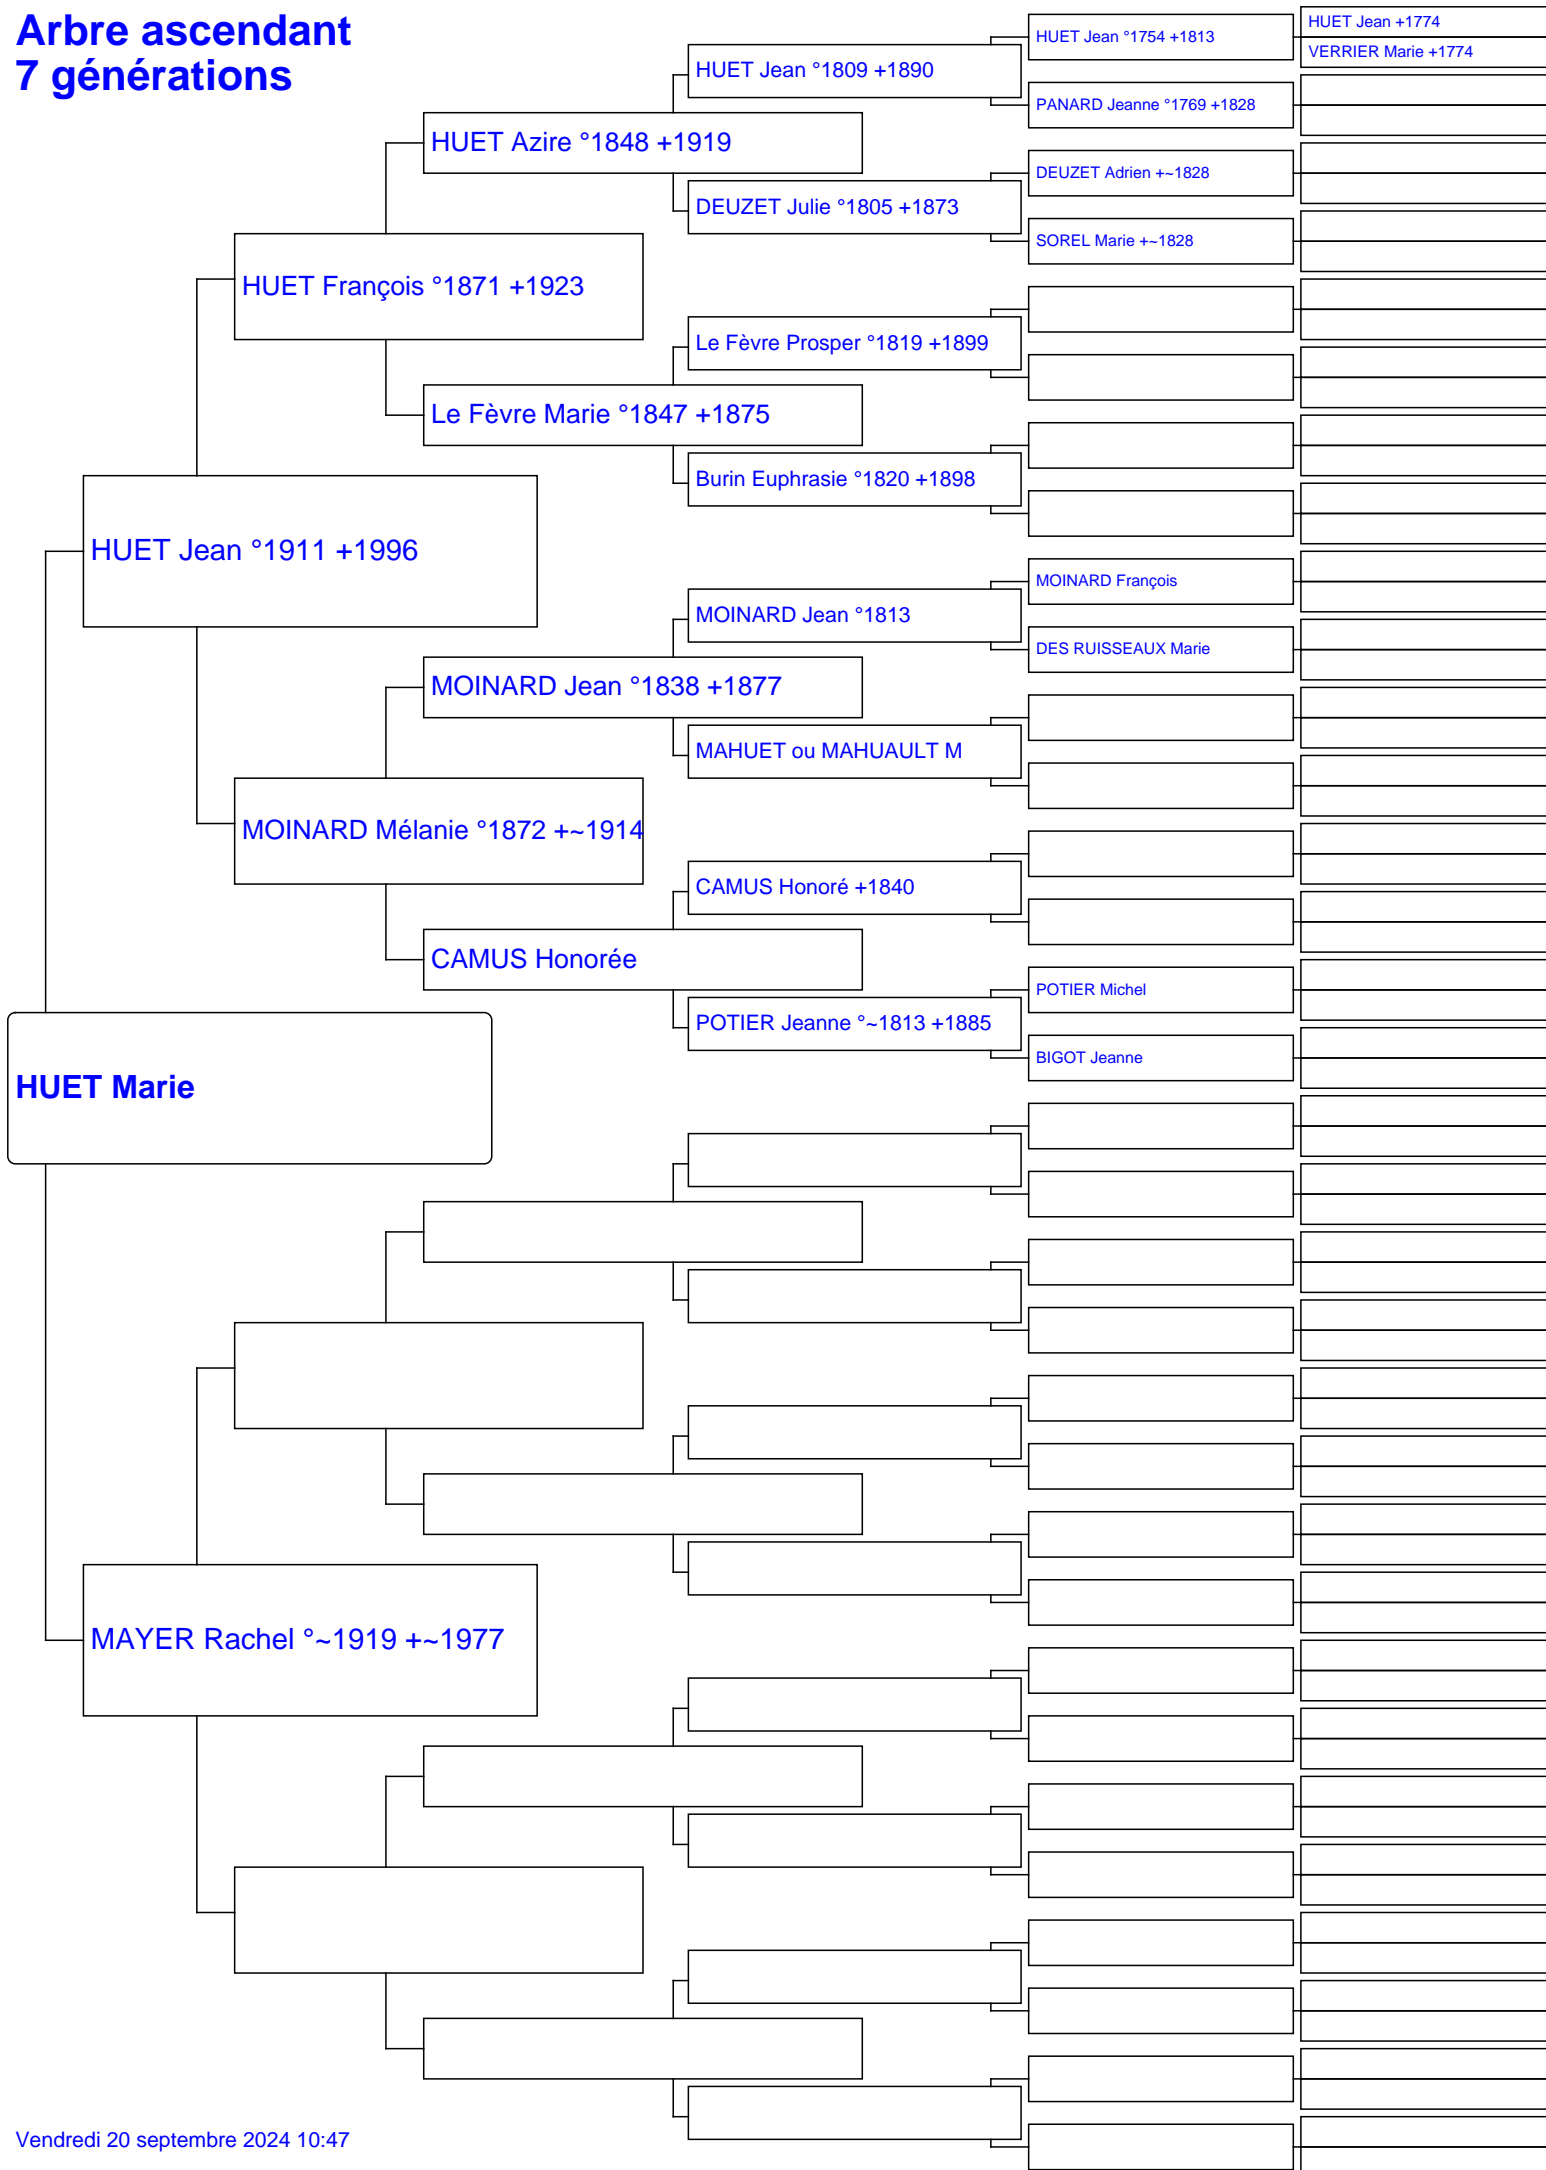 Arbre ascendant
7 générations
HUET Jean +1774
HUET Jean °1754 +1813
VERRIER Marie +1774
HUET Jean °1809 +1890
PANARD Jeanne °1769 +1828
HUET Azire °1848 +1919
DEUZET Adrien +~1828
DEUZET Julie °1805 +1873
SOREL Marie +~1828
HUET François °1871 +1923
Le Fèvre Prosper °1819 +1899
Le Fèvre Marie °1847 +1875
Burin Euphrasie °1820 +1898
HUET Jean °1911 +1996
MOINARD François
MOINARD Jean °1813
DES RUISSEAUX Marie
MOINARD Jean °1838 +1877
MAHUET ou MAHUAULT M
MOINARD Mélanie °1872 +~1914
CAMUS Honoré +1840
CAMUS Honorée
POTIER Michel
POTIER Jeanne °~1813 +1885
BIGOT Jeanne
HUET Marie
MAYER Rachel °~1919 +~1977
Vendredi 20 septembre 2024 10:47